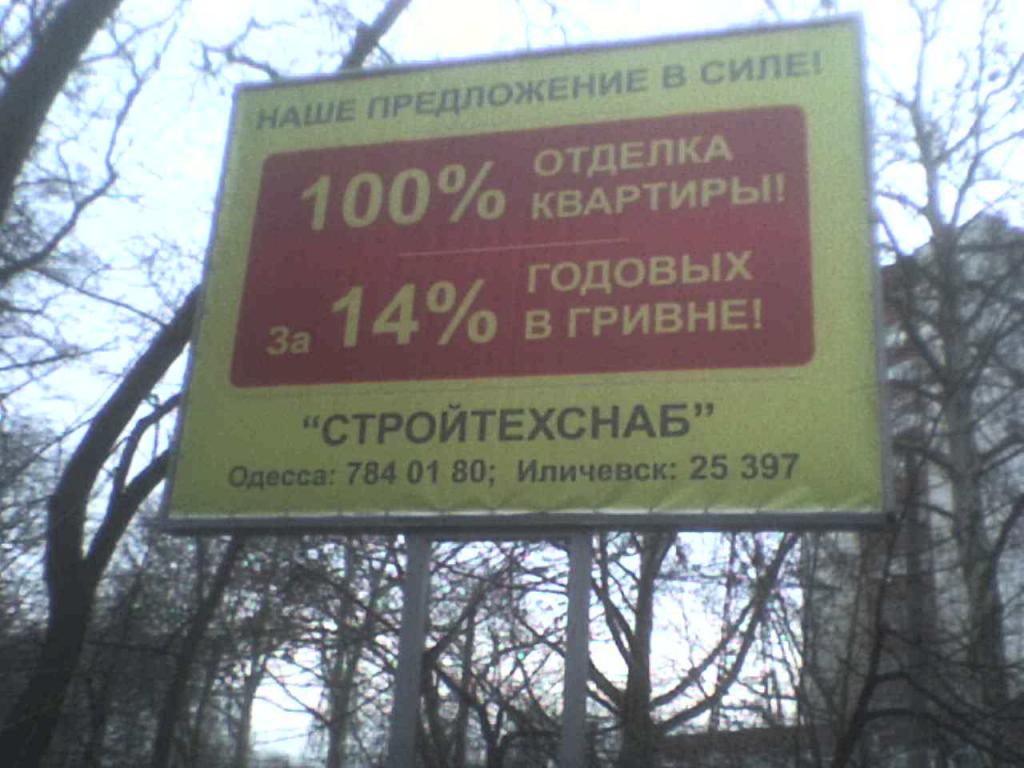 НАШЕ ПРЕДЛОЖЕНИЕ В СИЛЕ!
100% ОТДЕЛКА
КВАРТИРЫ!
За 14% ГОДОВЫХ
В ГРИВНЕ!
“СТРОЙТЕХСНАБ”
Одесса: 784 01 80; Иличевск: 25 397